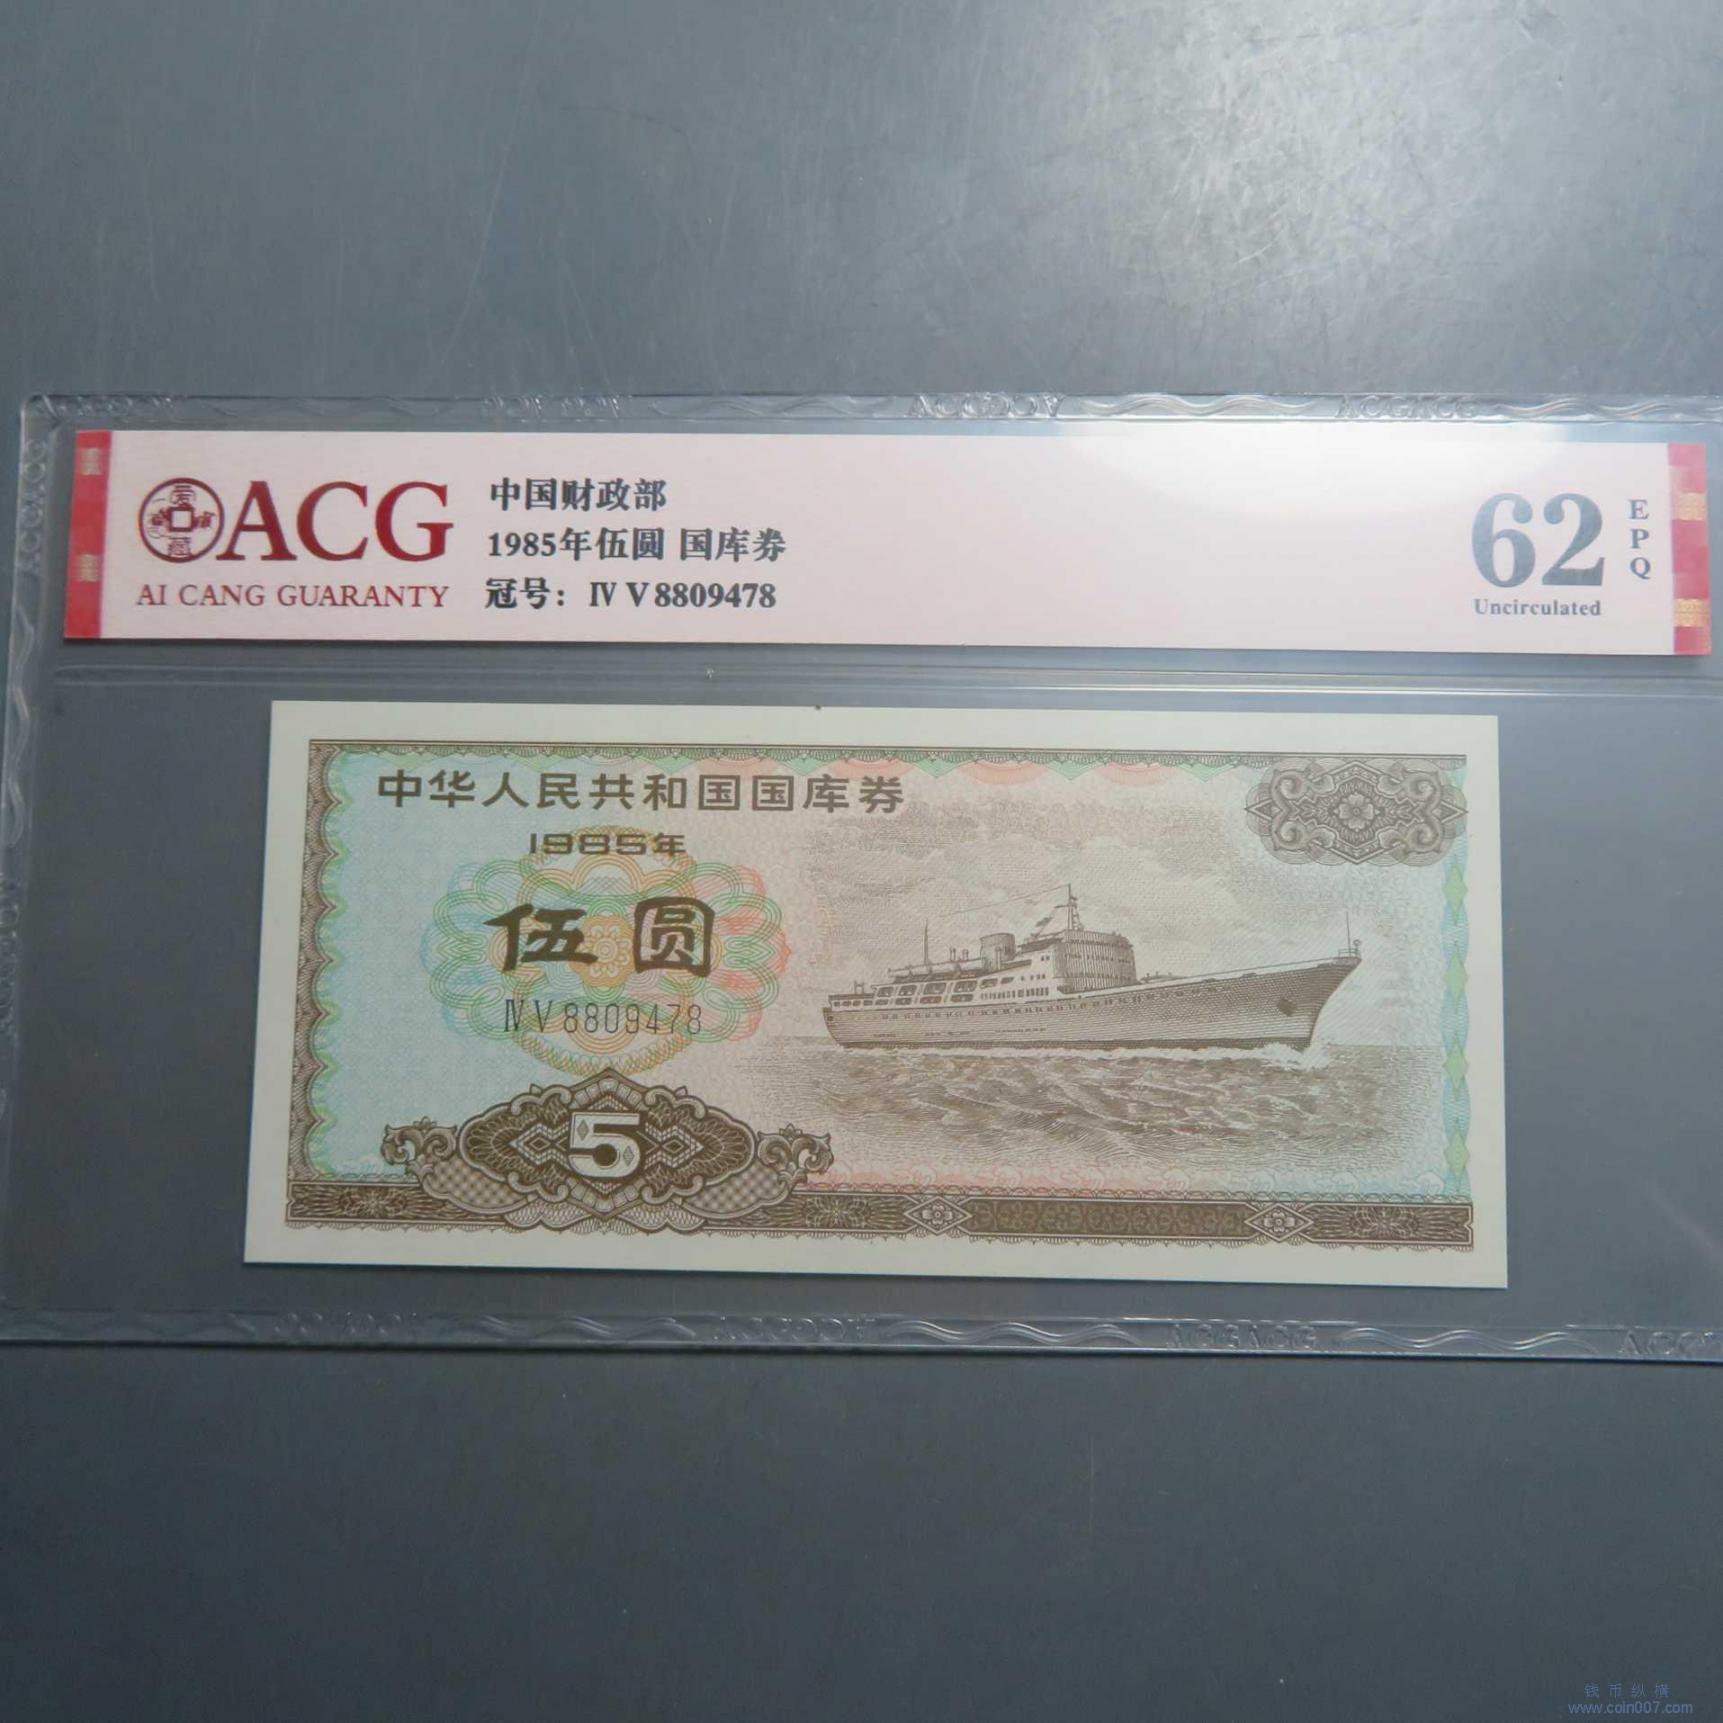 ACG
AI CANG GUARANTY
中国财政部
1985年伍圆 国库券
冠号：ⅣⅤ8809478
62
EPQ
Uncirculated
中华人民共和国国库券
1985年
伍圆
ⅣⅤ8809478
5
钱币纵横
www.coin007.com